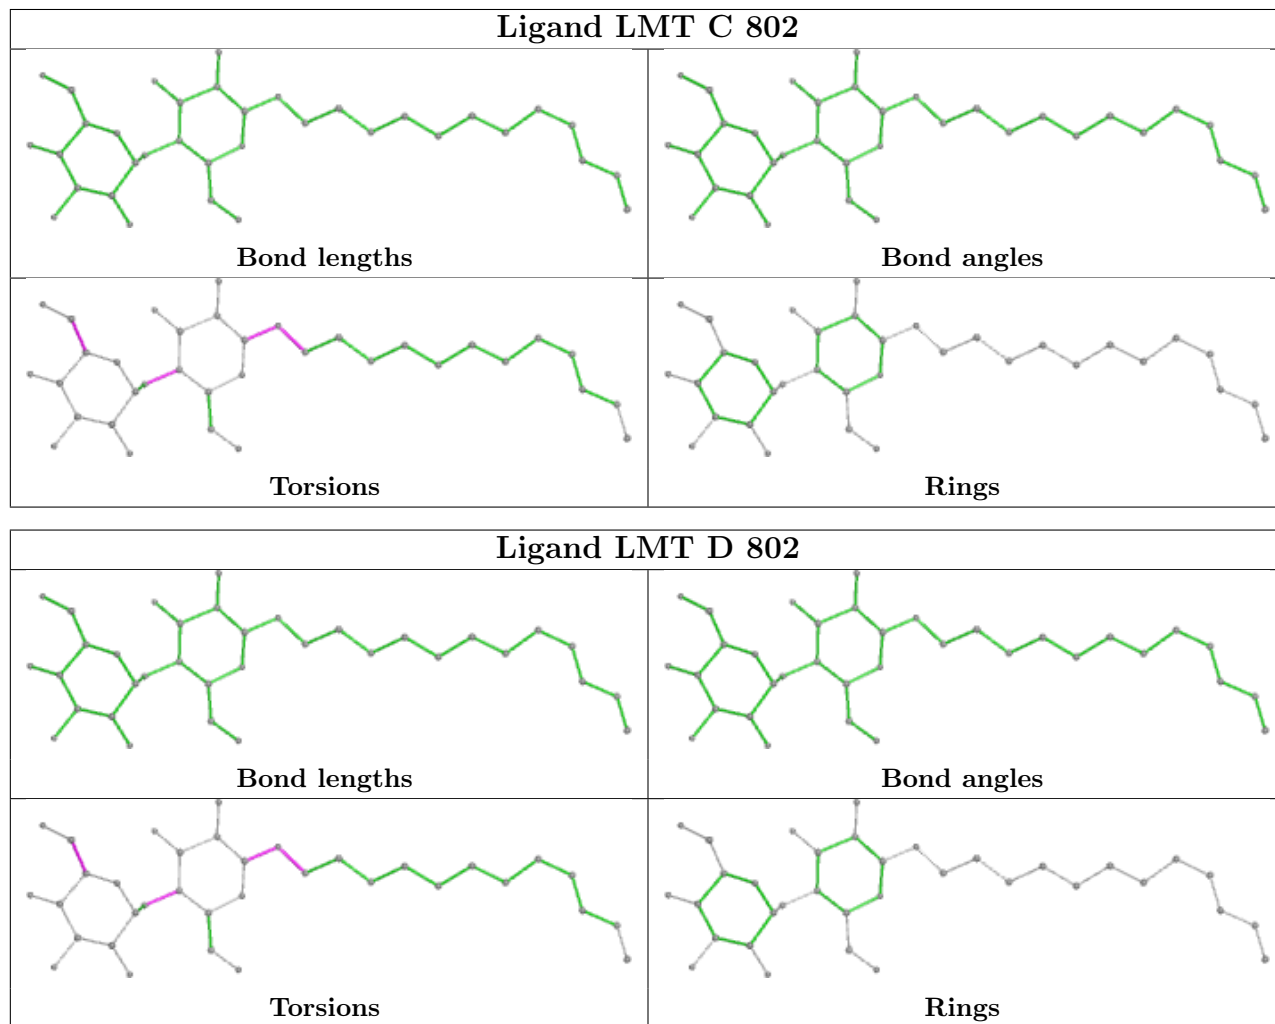 Ligand LMT C 802
Bond lengths
Bond angles
Torsions
Rings
Ligand LMT D 802
Bond lengths
Bond angles
Torsions
Rings